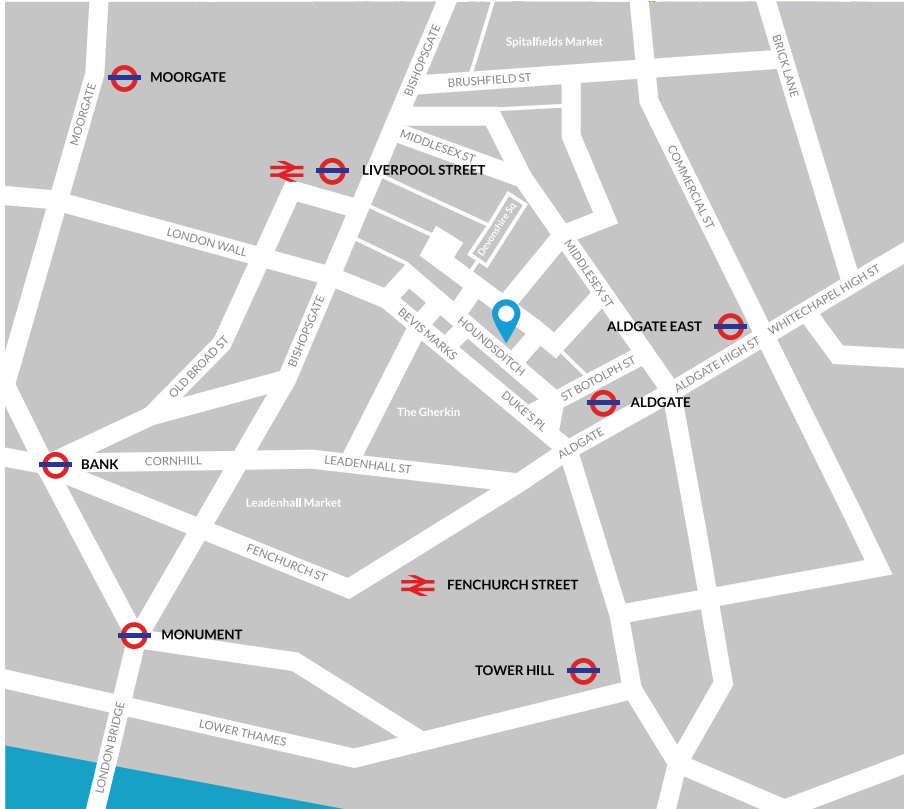 Spitalfields Market
BISHOPSGATE
BRICK LANE
MOORGATE
BRUSHFIELD ST
MOORGATE
MIDDLESEX ST
COMMERCIAL ST
LIVERPOOL STREET
Devonshire Sq
LONDON WALL
MIDDLESEX ST
WHITECHAPEL HIGH ST
BISHOPSGATE
BEVIS MARKS
HOUNDSDITCH
ALDGATE EAST
OLD BROAD ST
ALDGATE HIGH ST
ST BOTOLPH ST
DUKE'S PL
ALDGATE
The Gherkin
ALDGATE
BANK
CORNHILL
LEADENHALL ST
Leadenhall Market
FENCHURCH ST
FENCHURCH STREET
MONUMENT
TOWER HILL
LOWER THAMES
LONDON BRIDGE